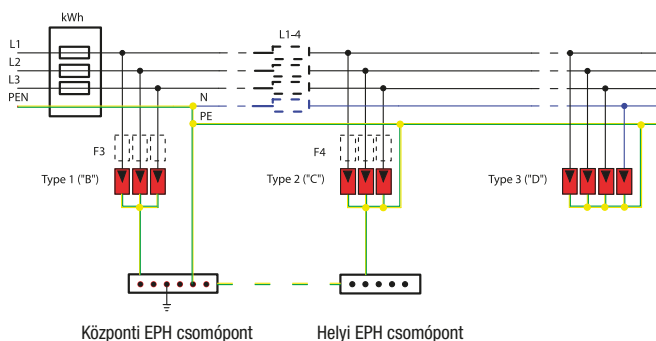 kWh
L1-4
L1
L2
L3
PEN
N
PE
F3
F4
Type 1 ("B")
Type 2 ("C")
Type 3 ("D")
Központi EPH csomópont
Helyi EPH csomópont